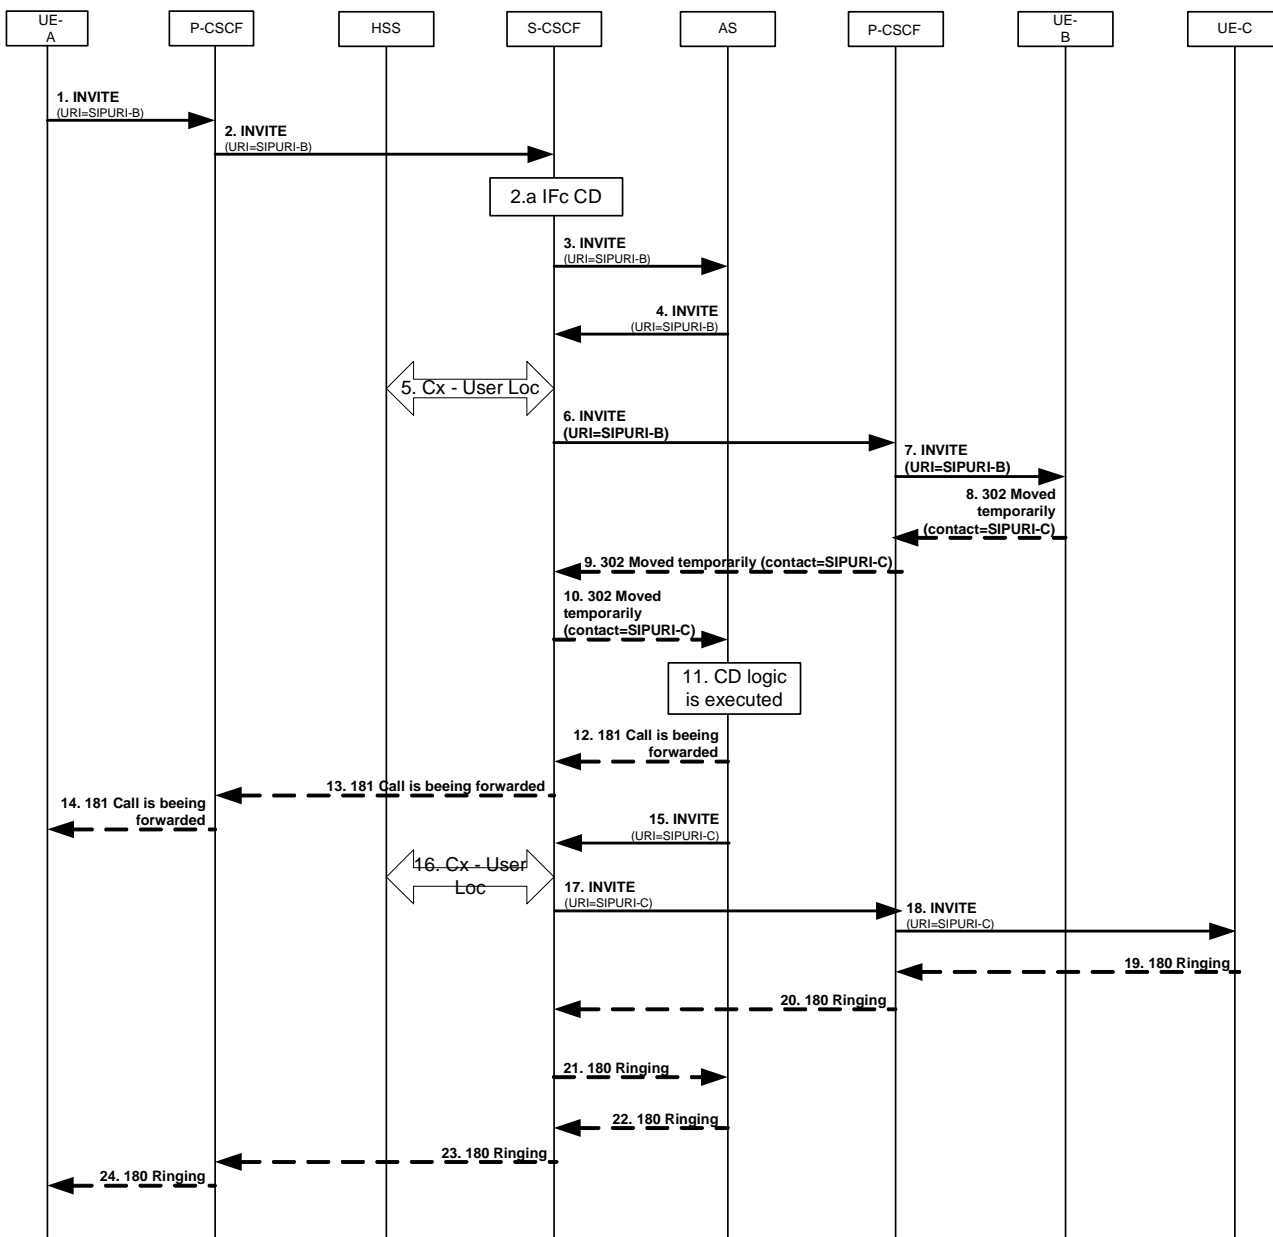 UE-
A
P-CSCF
HSS
S-CSCF
AS
P-CSCF
UE-
B
UE-C
1. INVITE
(URI=SIPURI-B)
2. INVITE
(URI=SIPURI-B)
2.a IFc CD
3. INVITE
(URI=SIPURI-B)
4. INVITE
(URI=SIPURI-B)
5. Cx - User Loc
6. INVITE
(URI=SIPURI-B)
7. INVITE
(URI=SIPURI-B)
8. 302 Moved
temporarily
(contact=SIPURI-C)
9. 302 Moved temporarily (contact=SIPURI-C)
10. 302 Moved
temporarily
(contact=SIPURI-C)
11. CD logic
is executed
12. 181 Call is beeing
forwarded
13. 181 Call is beeing forwarded
14. 181 Call is beeing
forwarded
15. INVITE
(URI=SIPURI-C)
16. Cx - User
Loc
17. INVITE
(URI=SIPURI-C)
18. INVITE
(URI=SIPURI-C)
19. 180 Ringing
20. 180 Ringing
21. 180 Ringing
22. 180 Ringing
23. 180 Ringing
24. 180 Ringing